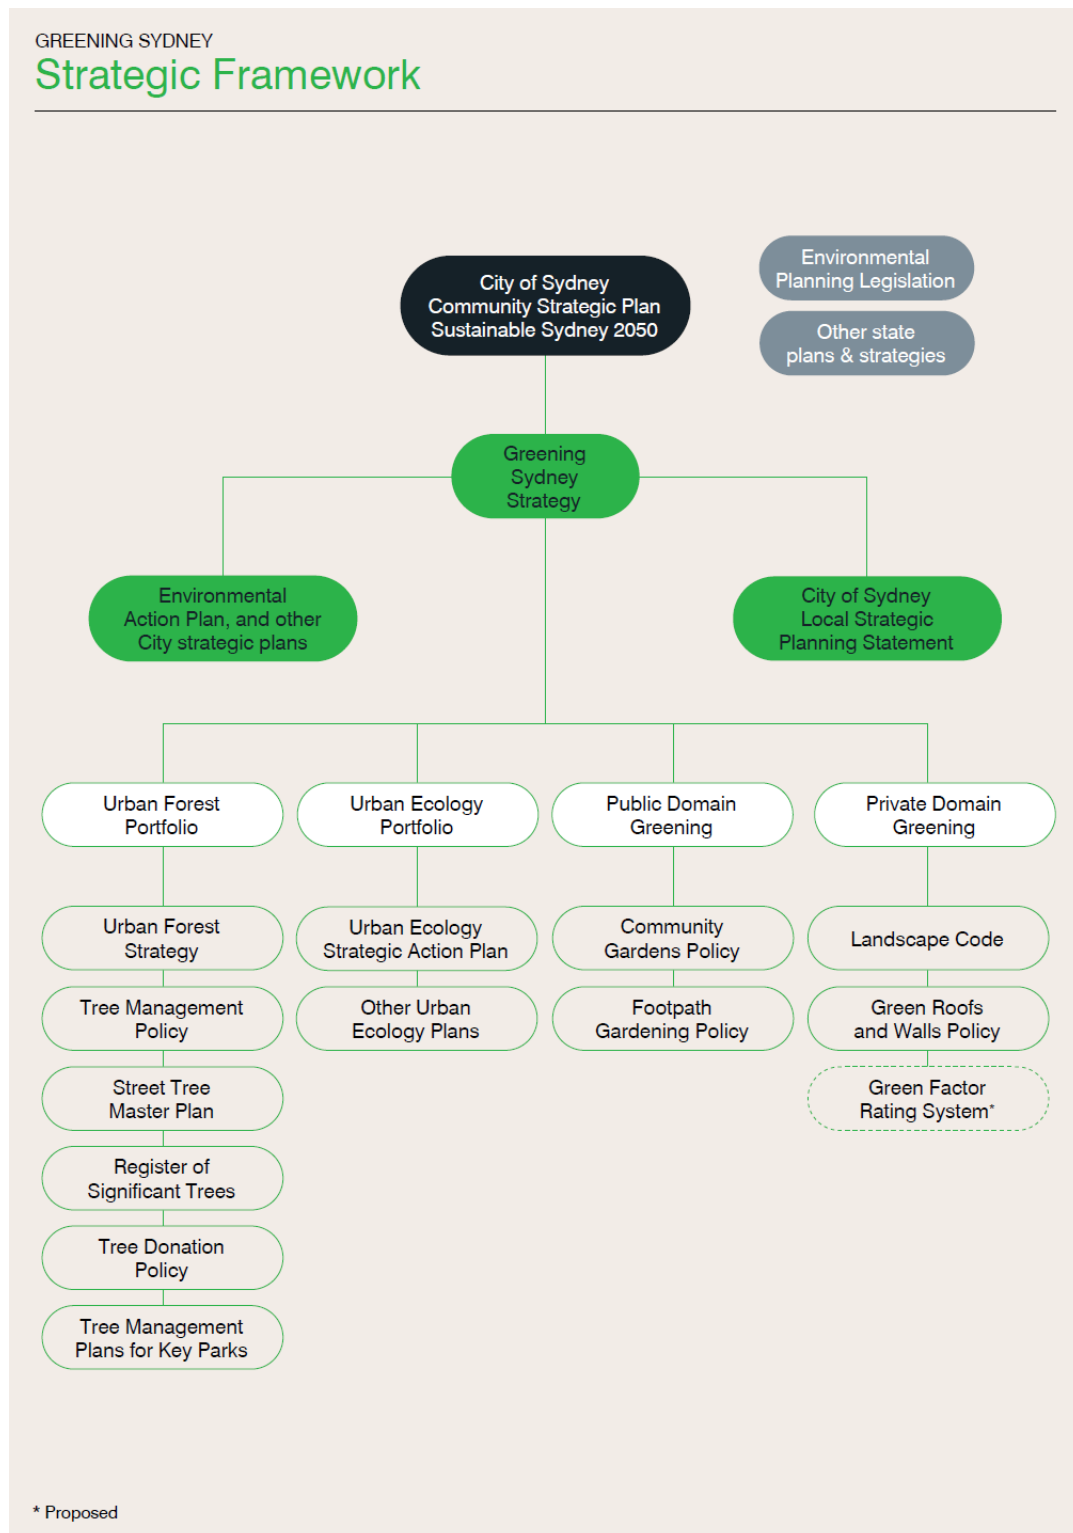 GREENING SYDNEY
Strategic Framework
City of Sydney
Community Strategic Plan
Sustainable Sydney 2050
Environmental
Planning Legislation
Other state
plans & strategies
Greening
Sydney
Strategy
Environmental
Action Plan, and other
City strategic plans
City of Sydney
Local Strategic
Planning Statement
Urban Forest
Portfolio
Urban Ecology
Portfolio
Public Domain
Greening
Private Domain
Greening
Urban Forest
Strategy
Urban Ecology
Strategic Action Plan
Community
Gardens Policy
Landscape Code
Tree Management
Policy
Other Urban
Ecology Plans
Footpath
Gardening Policy
Green Roofs
and Walls Policy
Street Tree
Master Plan
Green Factor
Rating System*
Register of
Significant Trees
Tree Donation
Policy
Tree Management
Plans for Key Parks
* Proposed